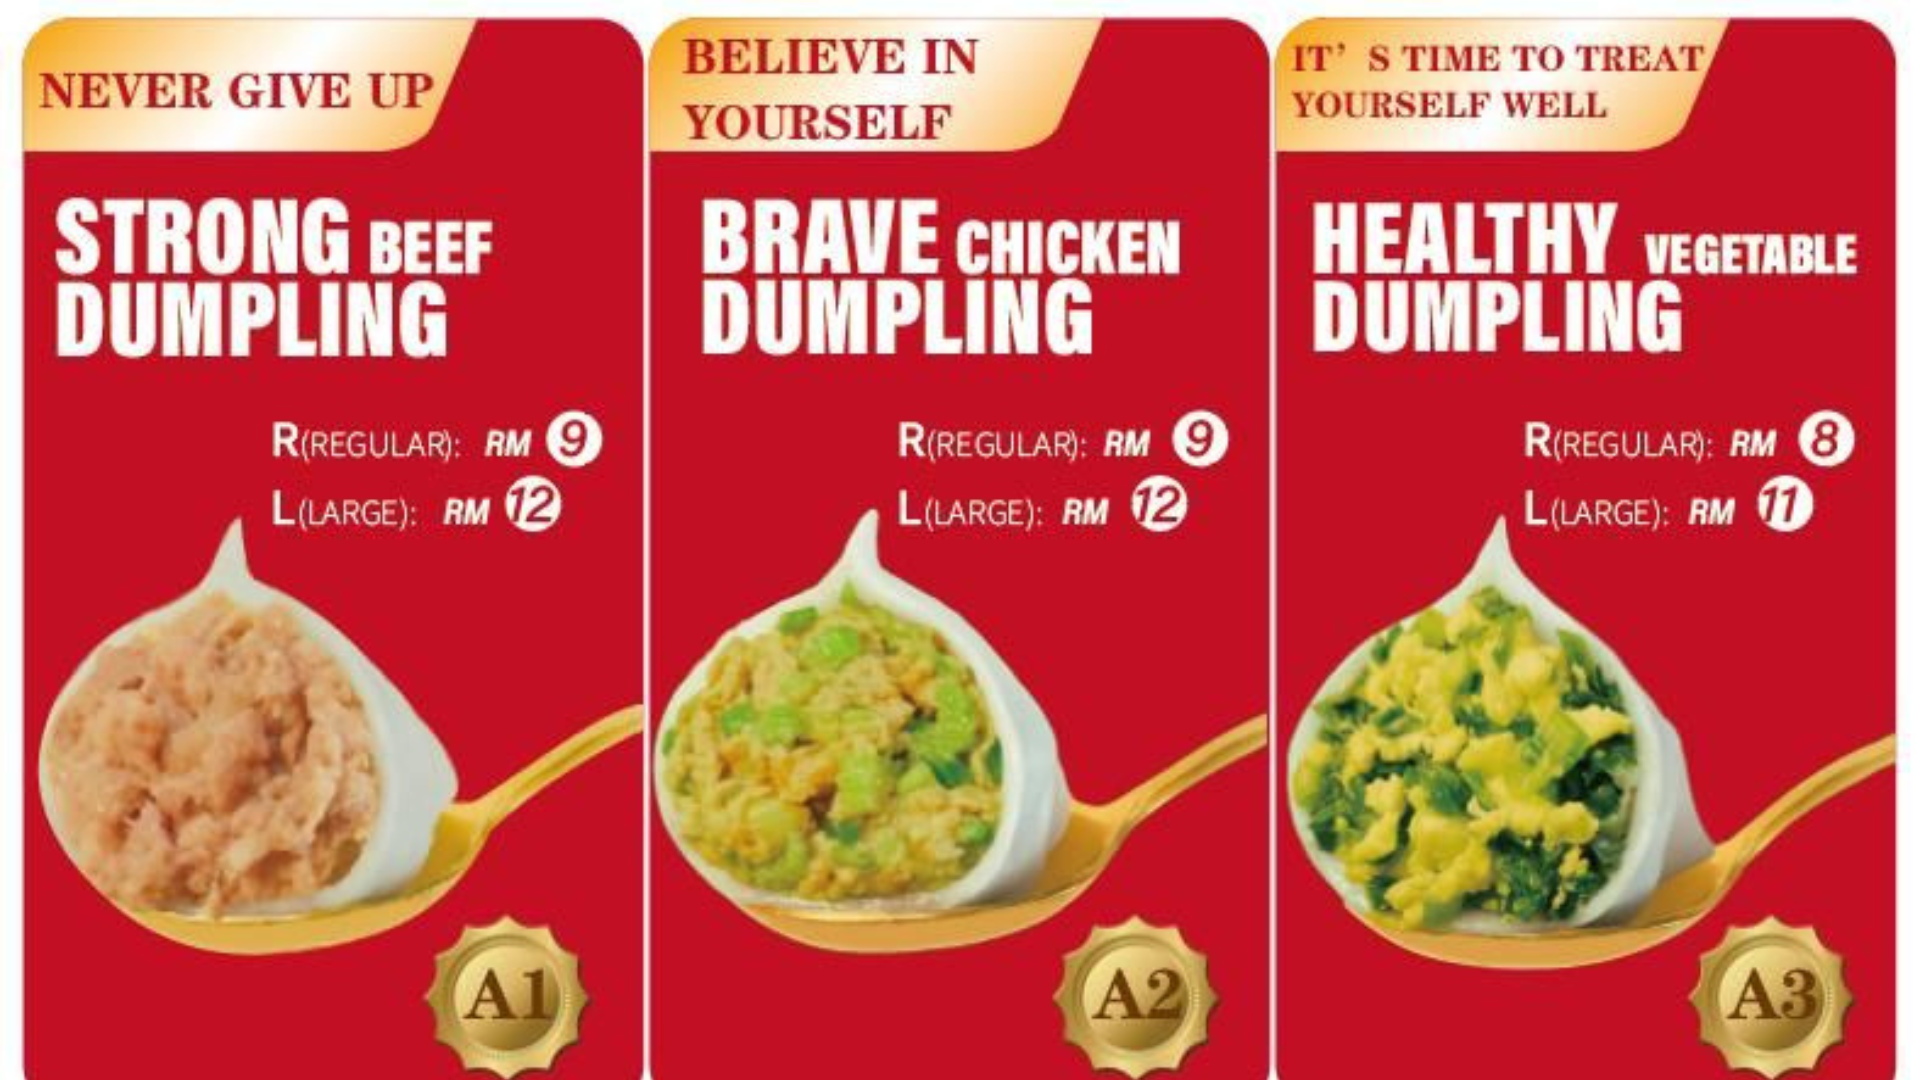 NEVER GIVE UP
STRONG BEEF
DUMPLING
R(REGULAR): RM 9
L(LARGE): RM 12
A1
BELIEVE IN
YOURSELF
BRAVE CHICKEN
DUMPLING
R(REGULAR): RM 9
L(LARGE): RM 12
A2
IT’S TIME TO TREAT
YOURSELF WELL
HEALTHY VEGETABLE
DUMPLING
R(REGULAR): RM 8
L(LARGE): RM 11
A3